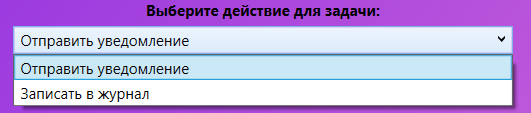 Выберите действие для задачи:
Отправить уведомление
Отправить уведомление
Записать в журнал